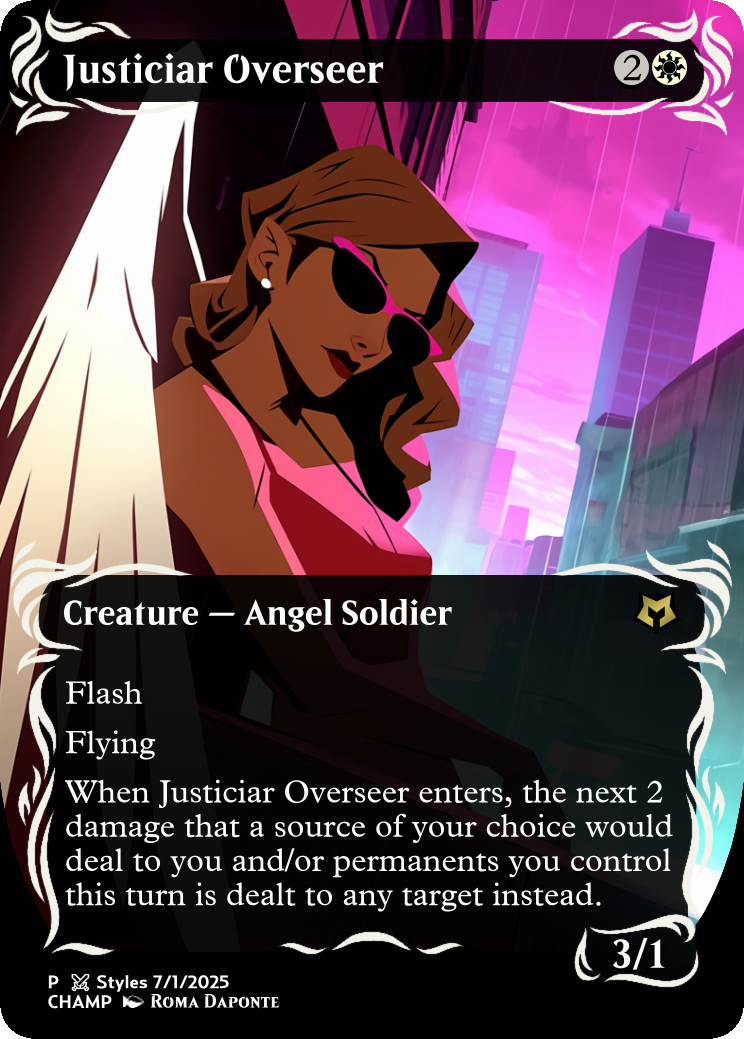 Justiciar Overseer 2
Creature — Angel Soldier
Flash
Flying
When Justiciar Overseer enters, the next 2
damage that a source of your choice would
deal to you and/or permanents you control
this turn is dealt to any target instead.
3/1
P Styles 7/1/2025
CHAMP Roma Daponte